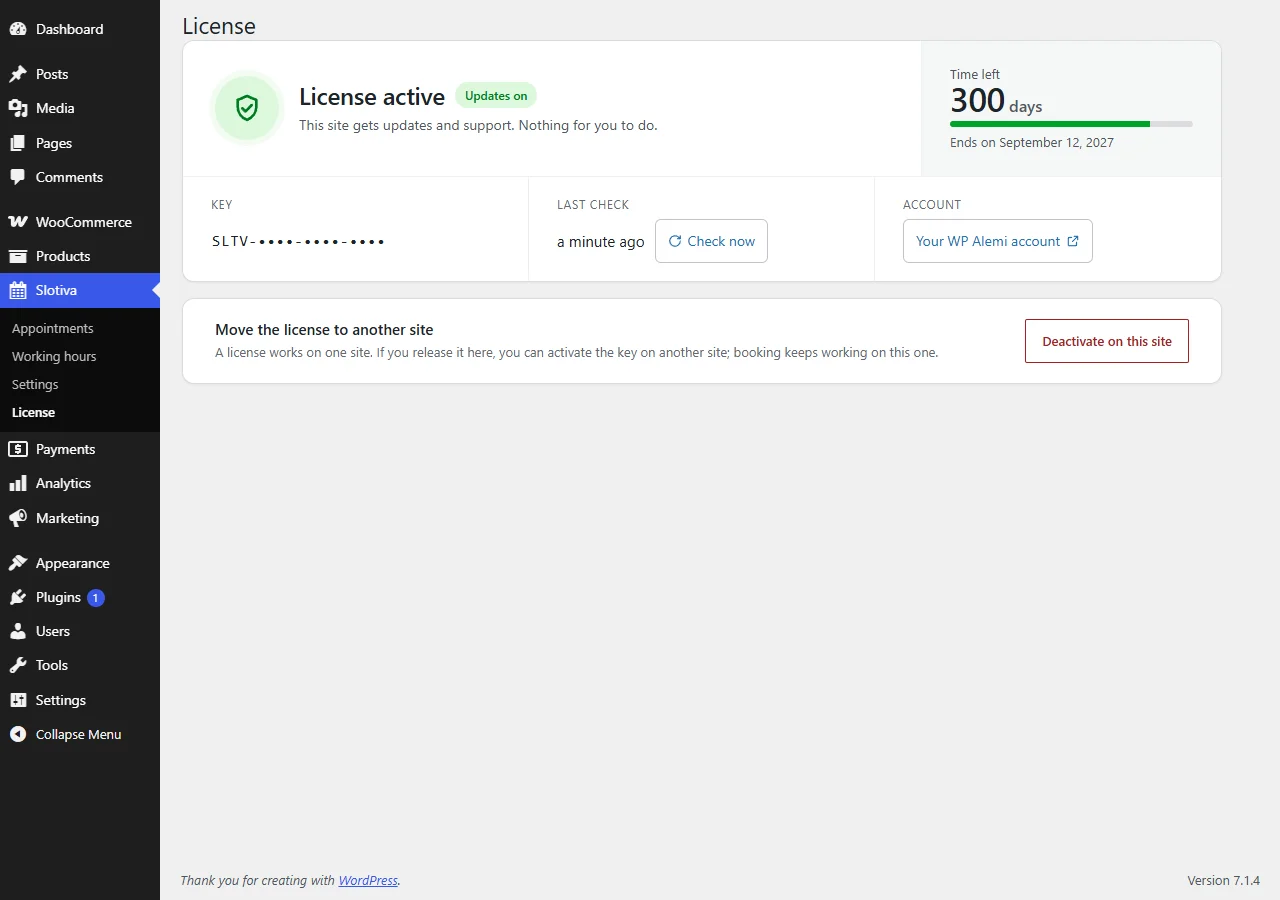 Dashboard
Posts
Media
Pages
Comments
WooCommerce
Products
Slotiva
Appointments
Working hours
Settings
License
Payments
Analytics
Marketing
Appearance
Plugins 1
Users
Tools
Settings
Collapse Menu
License
License active Updates on
This site gets updates and support. Nothing for you to do.
Time left
300 days
Ends on September 12, 2027
KEY
SLTV-••••-••••-••••
LAST CHECK
a minute ago Check now
ACCOUNT
Your WP Alemi account
Move the license to another site
A license works on one site. If you release it here, you can activate the key on another site; booking keeps working on this one.
Deactivate on this site
Thank you for creating with WordPress.
Version 7.1.4